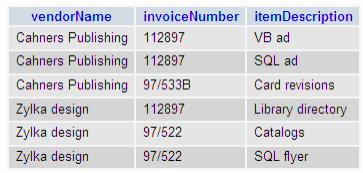 vendorName invoiceNumber itemDescription
Cahners Publishing 112897 VB ad
Cahners Publishing 112897 SQL ad
Cahners Publishing 97/533B Card revisions
Zylka design 112897 Library directory
Zylka design 97/522 Catalogs
Zylka design 97/522 SQL flyer